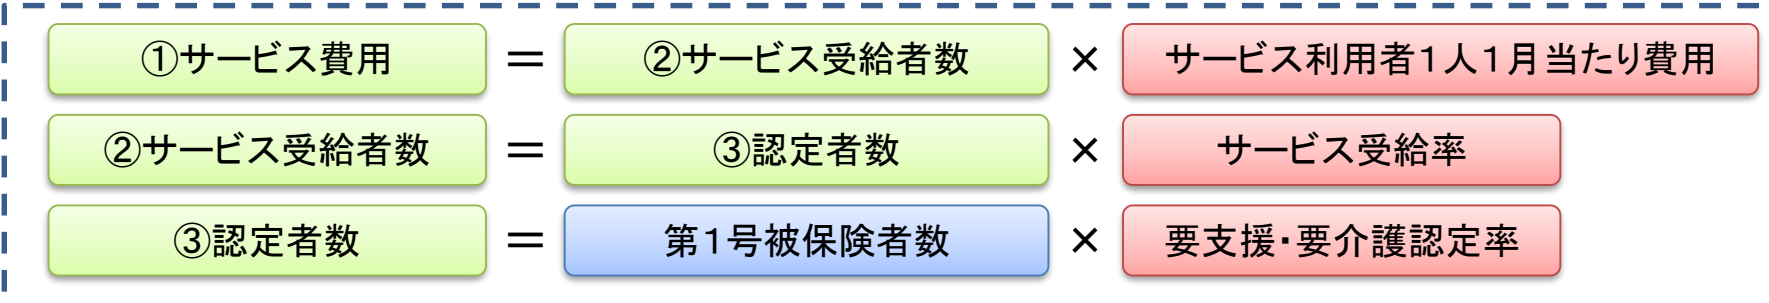 ①サービス費用 ＝ ②サービス受給者数 × サービス利用者１人１月当たり費用
②サービス受給者数 ＝ ③認定者数 × サービス受給率
③認定者数 ＝ 第１号被保険者数 × 要支援・要介護認定率